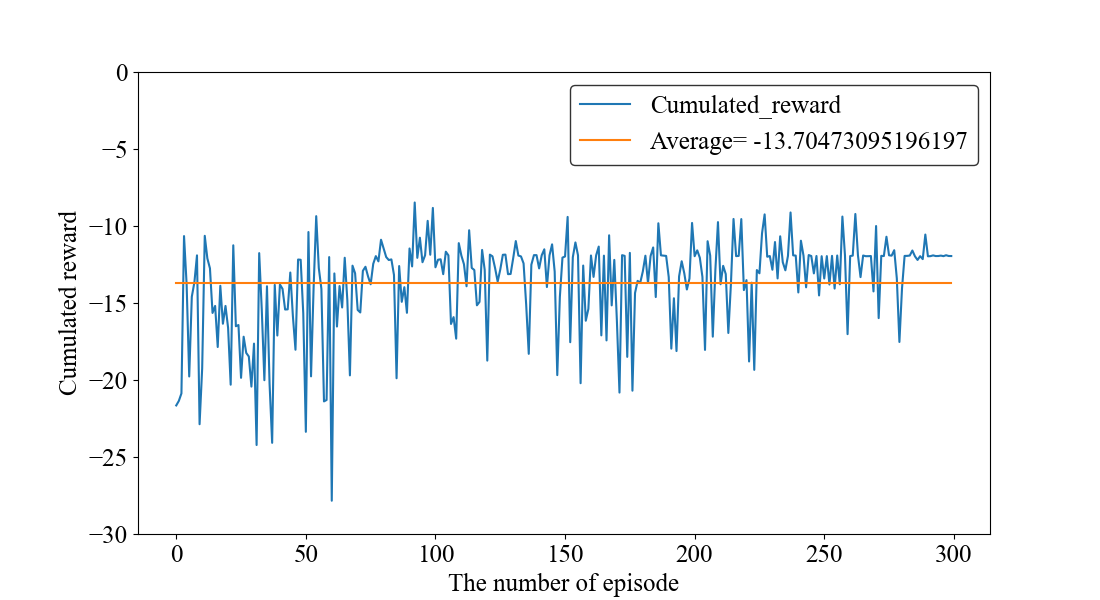 0
−5
−10
−15
−20
−25
−30
Cumulated reward
Cumulated_reward
Average= -13.70473095196197
0 50 100 150 200 250 300
The number of episode